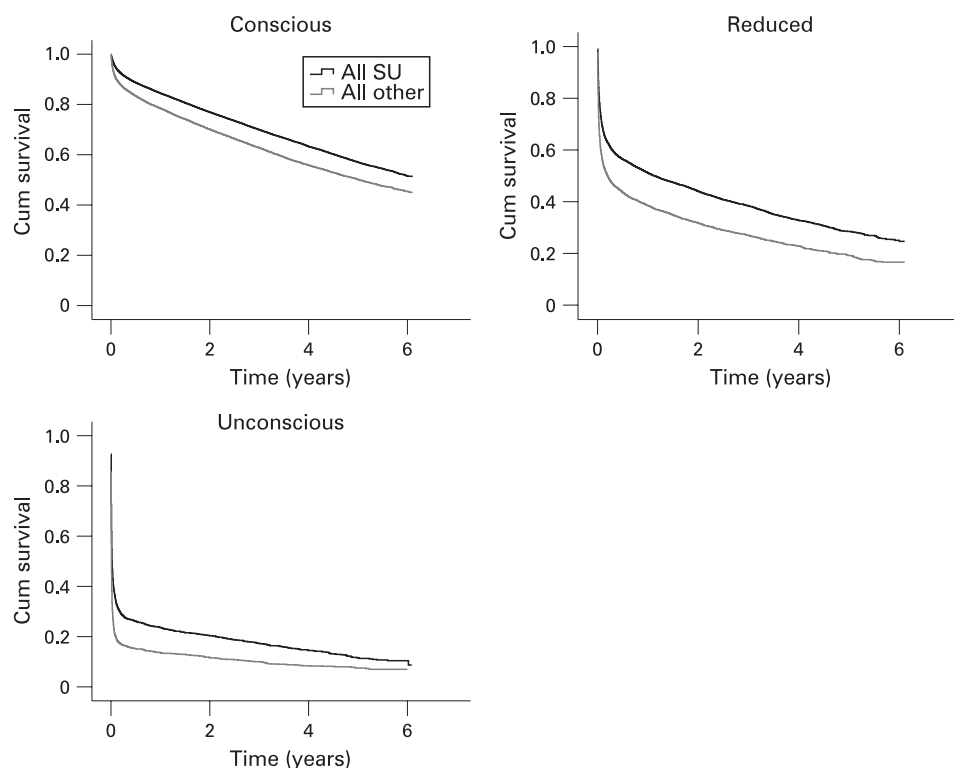 Conscious
1.0
0.8
0.6
0.4
0.2
0
Cum survival
All SU
All other
0 2 4 6
Time (years)
Reduced
1.0
0.8
0.6
0.4
0.2
0
Cum survival
0 2 4 6
Time (years)
Unconscious
1.0
0.8
0.6
0.4
0.2
0
Cum survival
0 2 4 6
Time (years)